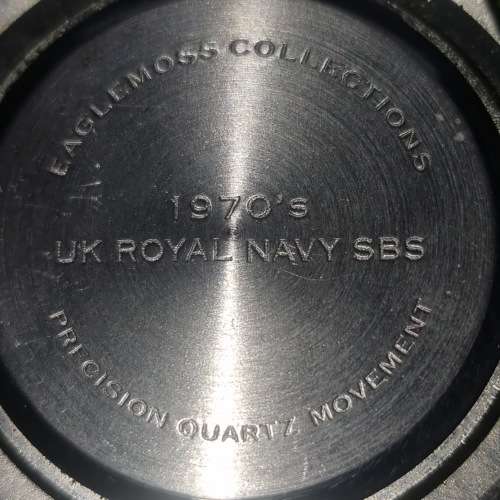 EAGLEMOSS COLLECTIONS
1970's
UK ROYAL NAVY SBS
PRECISION QUARTZ MOVEMENT